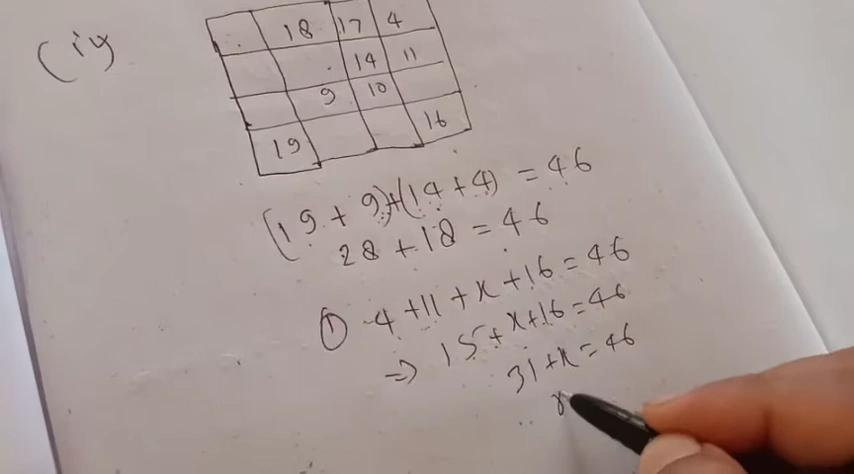 (iy
18 17 4
14 11
9 10
19 16
(19 + 9)+(14 + 4) = 46
28 + 18 = 46
① 4 + 11 + x + 16 = 46
⇒ 15 + x + 16 = 46
31 + x = 46